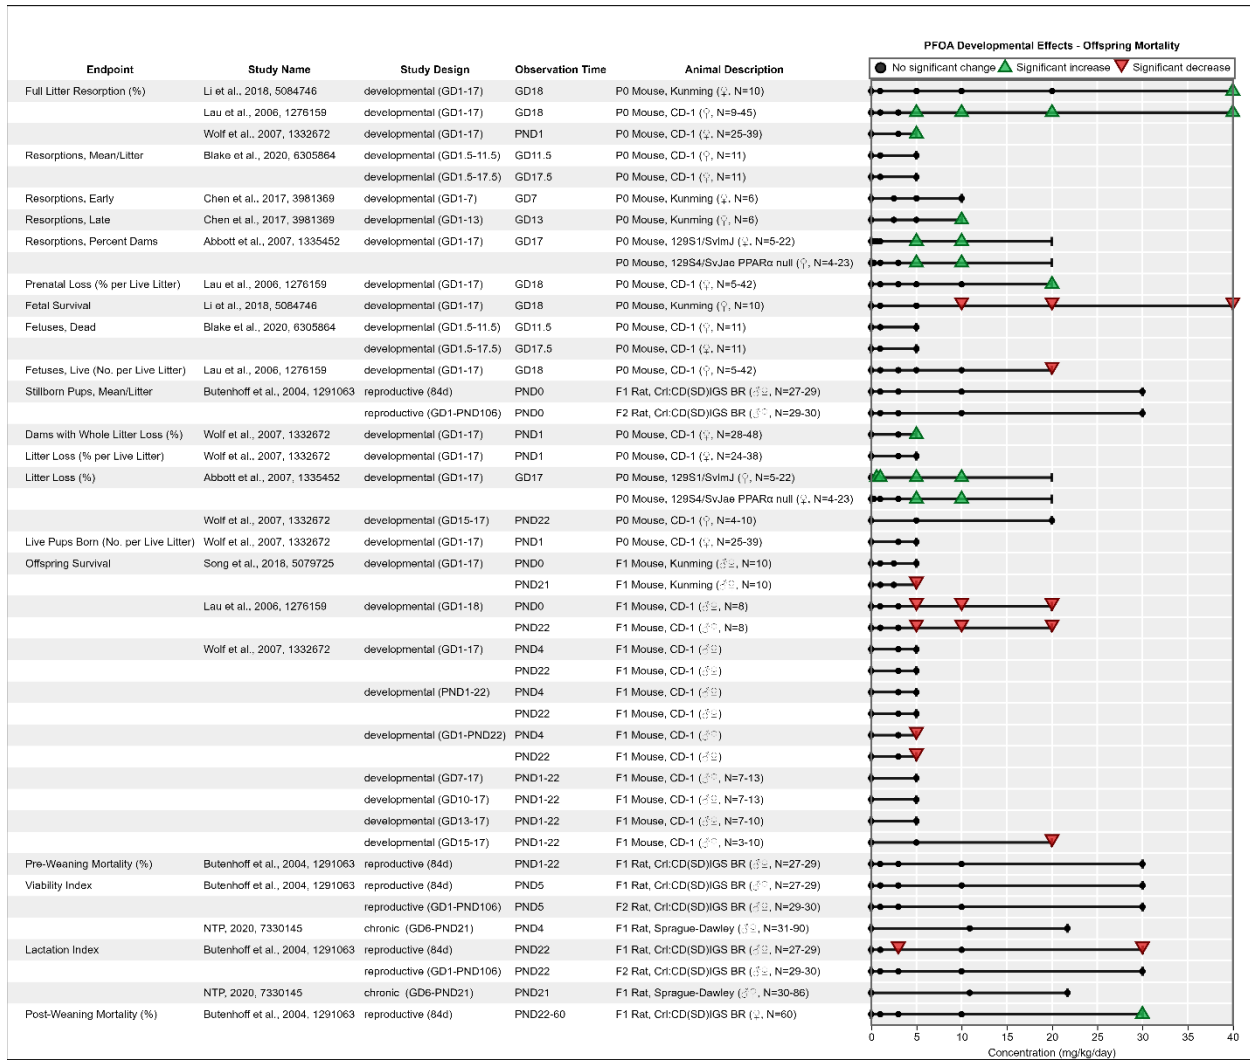 PFOA Developmental Effects - Offspring Mortality
Endpoint Study Name Study Design Observation Time Animal Description
No significant change Significant increase Significant decrease
Full Litter Resorption (%) Li et al., 2018, 5084746 developmental (GD1-17) GD18 P0 Mouse, Kunming (♀, N=10)
Lau et al., 2006, 1276159 developmental (GD1-17) GD18 P0 Mouse, CD-1 (♀, N=9-45)
Wolf et al., 2007, 1332672 developmental (GD1-17) PND1 P0 Mouse, CD-1 (♀, N=25-39)
Resorptions, Mean/Litter Blake et al., 2020, 6305864 developmental (GD1.5-11.5) GD11.5 P0 Mouse, CD-1 (♀, N=11)
developmental (GD1.5-17.5) GD17.5 P0 Mouse, CD-1 (♀, N=11)
Resorptions, Early Chen et al., 2017, 3981369 developmental (GD1-7) GD7 P0 Mouse, Kunming (♀, N=6)
Resorptions, Late Chen et al., 2017, 3981369 developmental (GD1-13) GD13 P0 Mouse, Kunming (♀, N=6)
Resorptions, Percent Dams Abbott et al., 2007, 1335452 developmental (GD1-17) GD17 P0 Mouse, 129S1/SvlmJ (♀, N=5-22)
P0 Mouse, 129S4/SvJae PPARα null (♀, N=4-23)
Prenatal Loss (% per Live Litter) Lau et al., 2006, 1276159 developmental (GD1-17) GD18 P0 Mouse, CD-1 (♀, N=5-42)
Fetal Survival Li et al., 2018, 5084746 developmental (GD1-17) GD18 P0 Mouse, Kunming (♀, N=10)
Fetuses, Dead Blake et al., 2020, 6305864 developmental (GD1.5-11.5) GD11.5 P0 Mouse, CD-1 (♀, N=11)
developmental (GD1.5-17.5) GD17.5 P0 Mouse, CD-1 (♀, N=11)
Fetuses, Live (No. per Live Litter) Lau et al., 2006, 1276159 developmental (GD1-17) GD18 P0 Mouse, CD-1 (♀, N=5-42)
Stillborn Pups, Mean/Litter Butenhoff et al., 2004, 1291063 reproductive (84d) PND0 F1 Rat, Crl:CD(SD)IGS BR (♂♀, N=27-29)
reproductive (GD1-PND106) PND0 F2 Rat, Crl:CD(SD)IGS BR (♂♀, N=29-30)
Dams with Whole Litter Loss (%) Wolf et al., 2007, 1332672 developmental (GD1-17) PND1 P0 Mouse, CD-1 (♀, N=28-48)
Litter Loss (% per Live Litter) Wolf et al., 2007, 1332672 developmental (GD1-17) PND1 P0 Mouse, CD-1 (♀, N=24-38)
Litter Loss (%) Abbott et al., 2007, 1335452 developmental (GD1-17) GD17 P0 Mouse, 129S1/SvlmJ (♀, N=5-22)
P0 Mouse, 129S4/SvJae PPARα null (♀, N=4-23)
Wolf et al., 2007, 1332672 developmental (GD15-17) PND22 P0 Mouse, CD-1 (♀, N=4-10)
Live Pups Born (No. per Live Litter) Wolf et al., 2007, 1332672 developmental (GD1-17) PND1 P0 Mouse, CD-1 (♀, N=25-39)
Offspring Survival Song et al., 2018, 5079725 developmental (GD1-17) PND0 F1 Mouse, Kunming (♂♀, N=10)
PND21 F1 Mouse, Kunming (♂♀, N=10)
Lau et al., 2006, 1276159 developmental (GD1-18) PND0 F1 Mouse, CD-1 (♂♀, N=8)
PND22 F1 Mouse, CD-1 (♂♀, N=8)
Wolf et al., 2007, 1332672 developmental (GD1-17) PND4 F1 Mouse, CD-1 (♂♀)
PND22 F1 Mouse, CD-1 (♂♀)
developmental (PND1-22) PND4 F1 Mouse, CD-1 (♂♀)
PND22 F1 Mouse, CD-1 (♂♀)
developmental (GD1-PND22) PND4 F1 Mouse, CD-1 (♂♀)
PND22 F1 Mouse, CD-1 (♂♀)
developmental (GD7-17) PND1-22 F1 Mouse, CD-1 (♂♀, N=7-13)
developmental (GD10-17) PND1-22 F1 Mouse, CD-1 (♂♀, N=7-13)
developmental (GD13-17) PND1-22 F1 Mouse, CD-1 (♂♀, N=7-10)
developmental (GD15-17) PND1-22 F1 Mouse, CD-1 (♂♀, N=3-10)
Pre-Weaning Mortality (%) Butenhoff et al., 2004, 1291063 reproductive (84d) PND1-22 F1 Rat, Crl:CD(SD)IGS BR (♂♀, N=27-29)
Viability Index Butenhoff et al., 2004, 1291063 reproductive (84d) PND5 F1 Rat, Crl:CD(SD)IGS BR (♂♀, N=27-29)
reproductive (GD1-PND106) PND5 F2 Rat, Crl:CD(SD)IGS BR (♂♀, N=29-30)
NTP, 2020, 7330145 chronic (GD6-PND21) PND4 F1 Rat, Sprague-Dawley (♂♀, N=31-90)
Lactation Index Butenhoff et al., 2004, 1291063 reproductive (84d) PND22 F1 Rat, Crl:CD(SD)IGS BR (♂♀, N=27-29)
reproductive (GD1-PND106) PND22 F2 Rat, Crl:CD(SD)IGS BR (♂♀, N=29-30)
NTP, 2020, 7330145 chronic (GD6-PND21) PND21 F1 Rat, Sprague-Dawley (♂♀, N=30-86)
Post-Weaning Mortality (%) Butenhoff et al., 2004, 1291063 reproductive (84d) PND22-60 F1 Rat, Crl:CD(SD)IGS BR (♀, N=60)
0 5 10 15 20 25 30 35 40
Concentration (mg/kg/day)